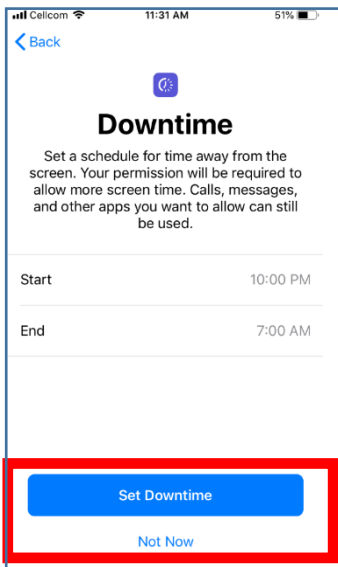 Cellcom 11:31 AM 51%
Back
Downtime
Set a schedule for time away from the
screen. Your permission will be required to
allow more screen time. Calls, messages,
and other apps you want to allow can still
be used.
Start 10:00 PM
End 7:00 AM
Set Downtime
Not Now